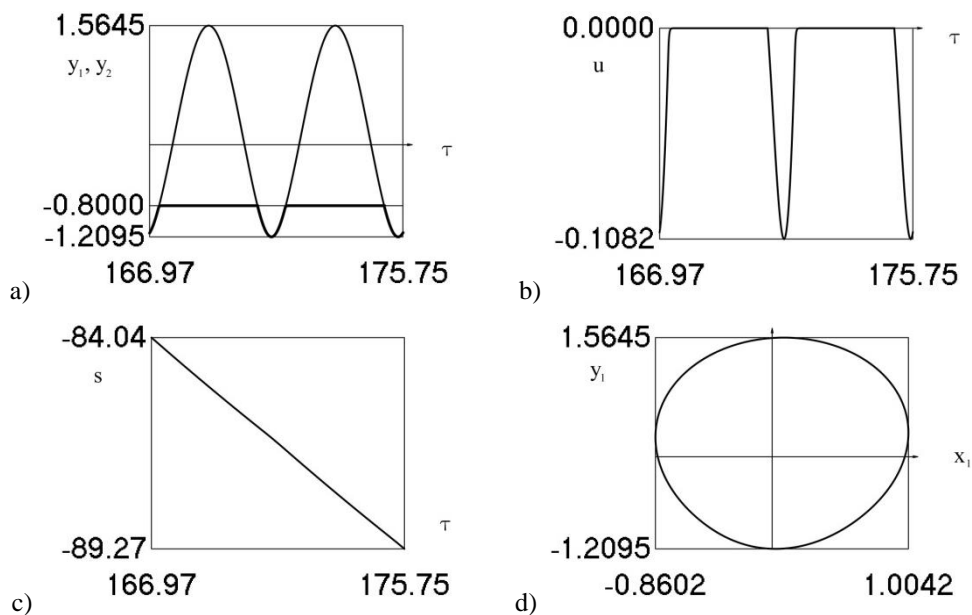 1.5645
y₁, y₂
τ
-0.8000
-1.2095
166.97 175.75
a)
0.0000
τ
u
-0.1082
166.97 175.75
b)
-84.04
s
τ
-89.27
166.97 175.75
c)
1.5645
y₁
x₁
-1.2095
-0.8602 1.0042
d)